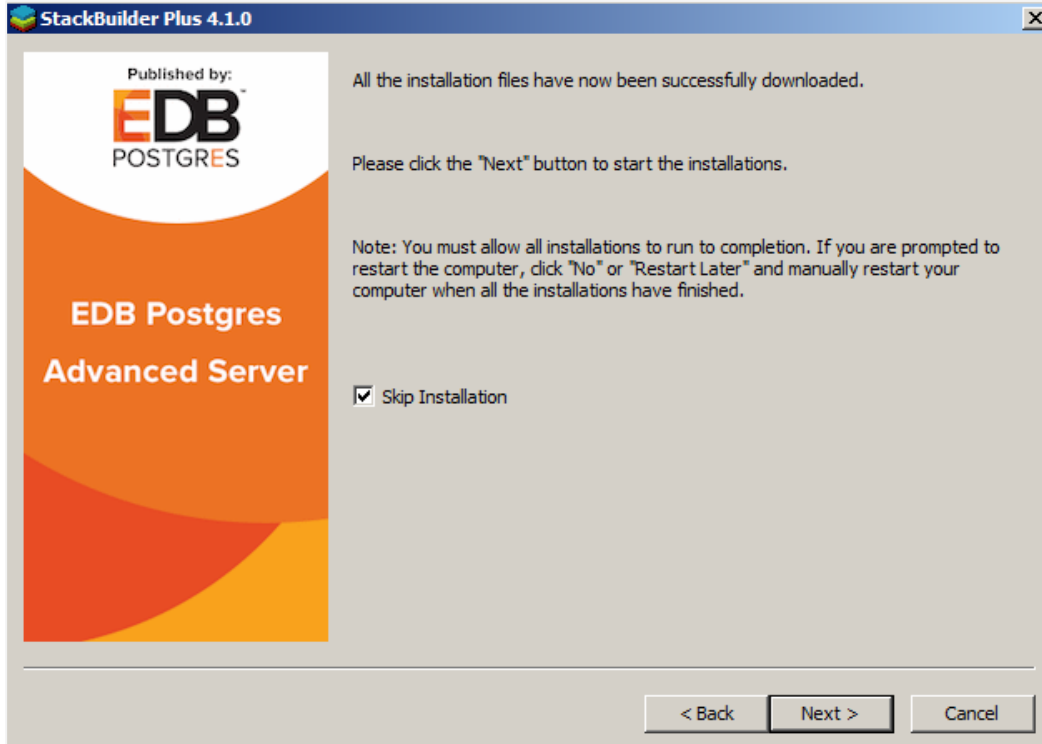 StackBuilder Plus 4.1.0
Published by:
EDB™
POSTGRES
EDB Postgres
Advanced Server
All the installation files have now been successfully downloaded.
Please click the "Next" button to start the installations.
Note: You must allow all installations to run to completion. If you are prompted to
restart the computer, click "No" or "Restart Later" and manually restart your
computer when all the installations have finished.
Skip Installation
< Back
Next >
Cancel